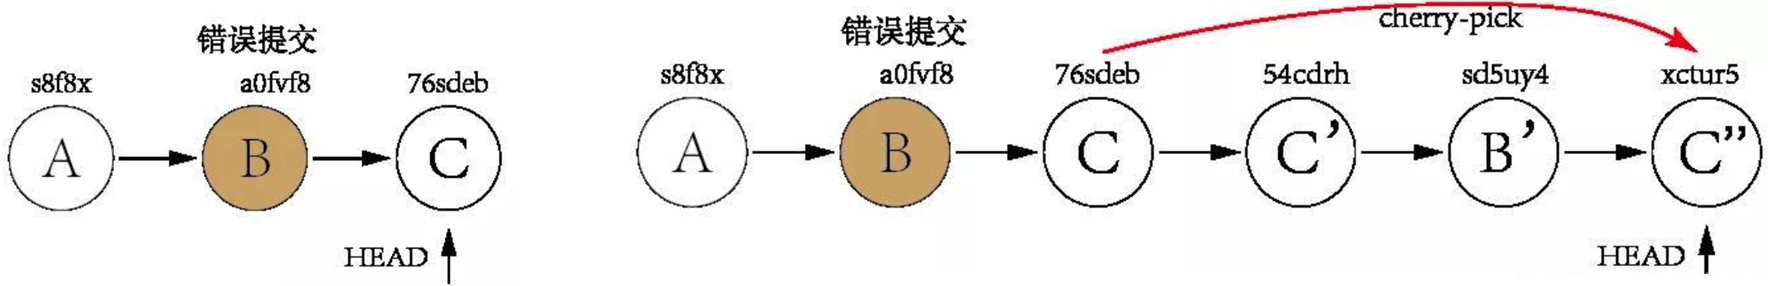 错误提交
s8f8x a0fvf8 76sdeb
A B C
HEAD
cherry-pick
错误提交
s8f8x a0fvf8 76sdeb 54cdrh sd5uy4 xctur5
A B C C’ B’ C”
HEAD